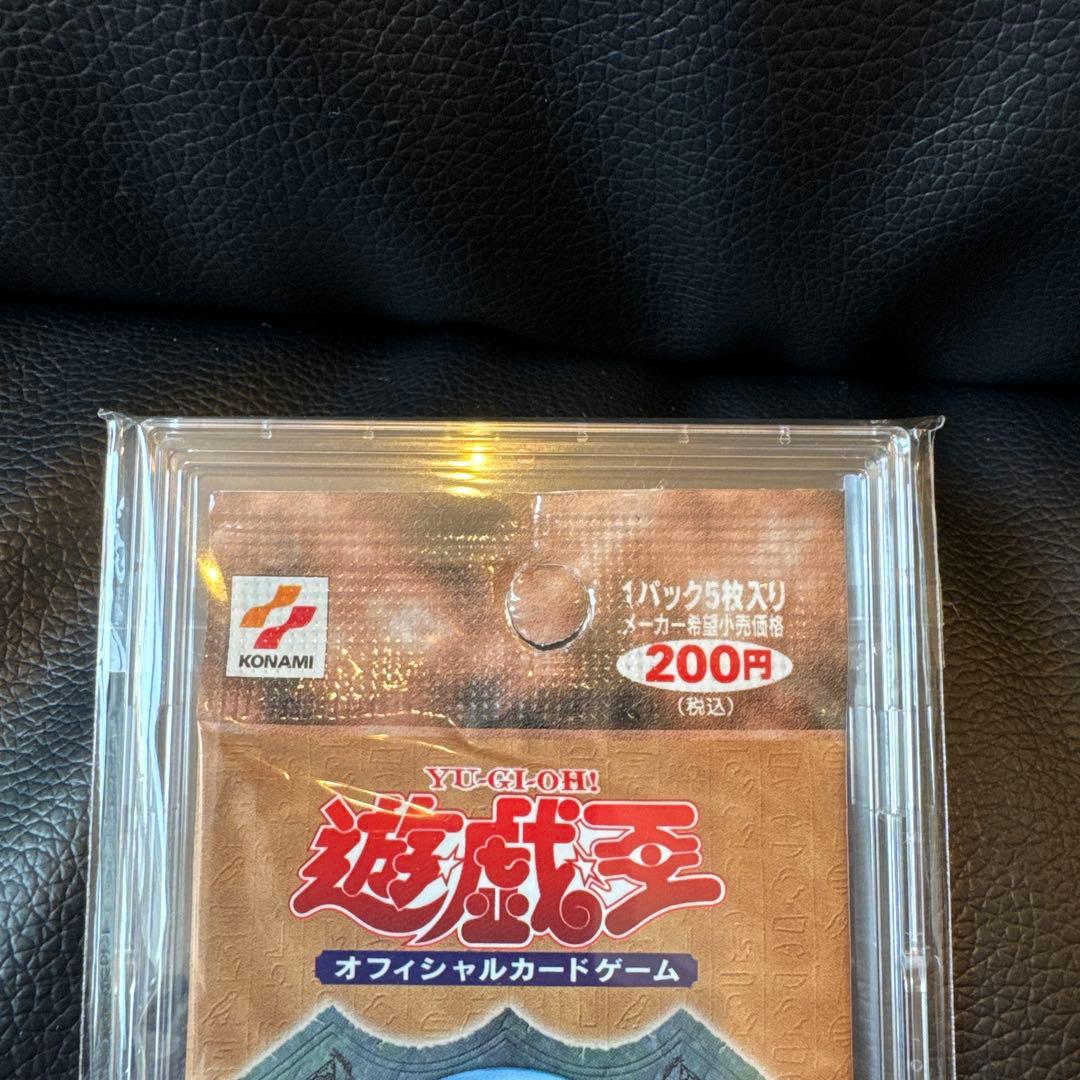 KONAMI
1パック5枚入り
メーカー希望小売価格
200円
(税込)
YU-GI-OH!
遊戯王
オフィシャルカードゲーム